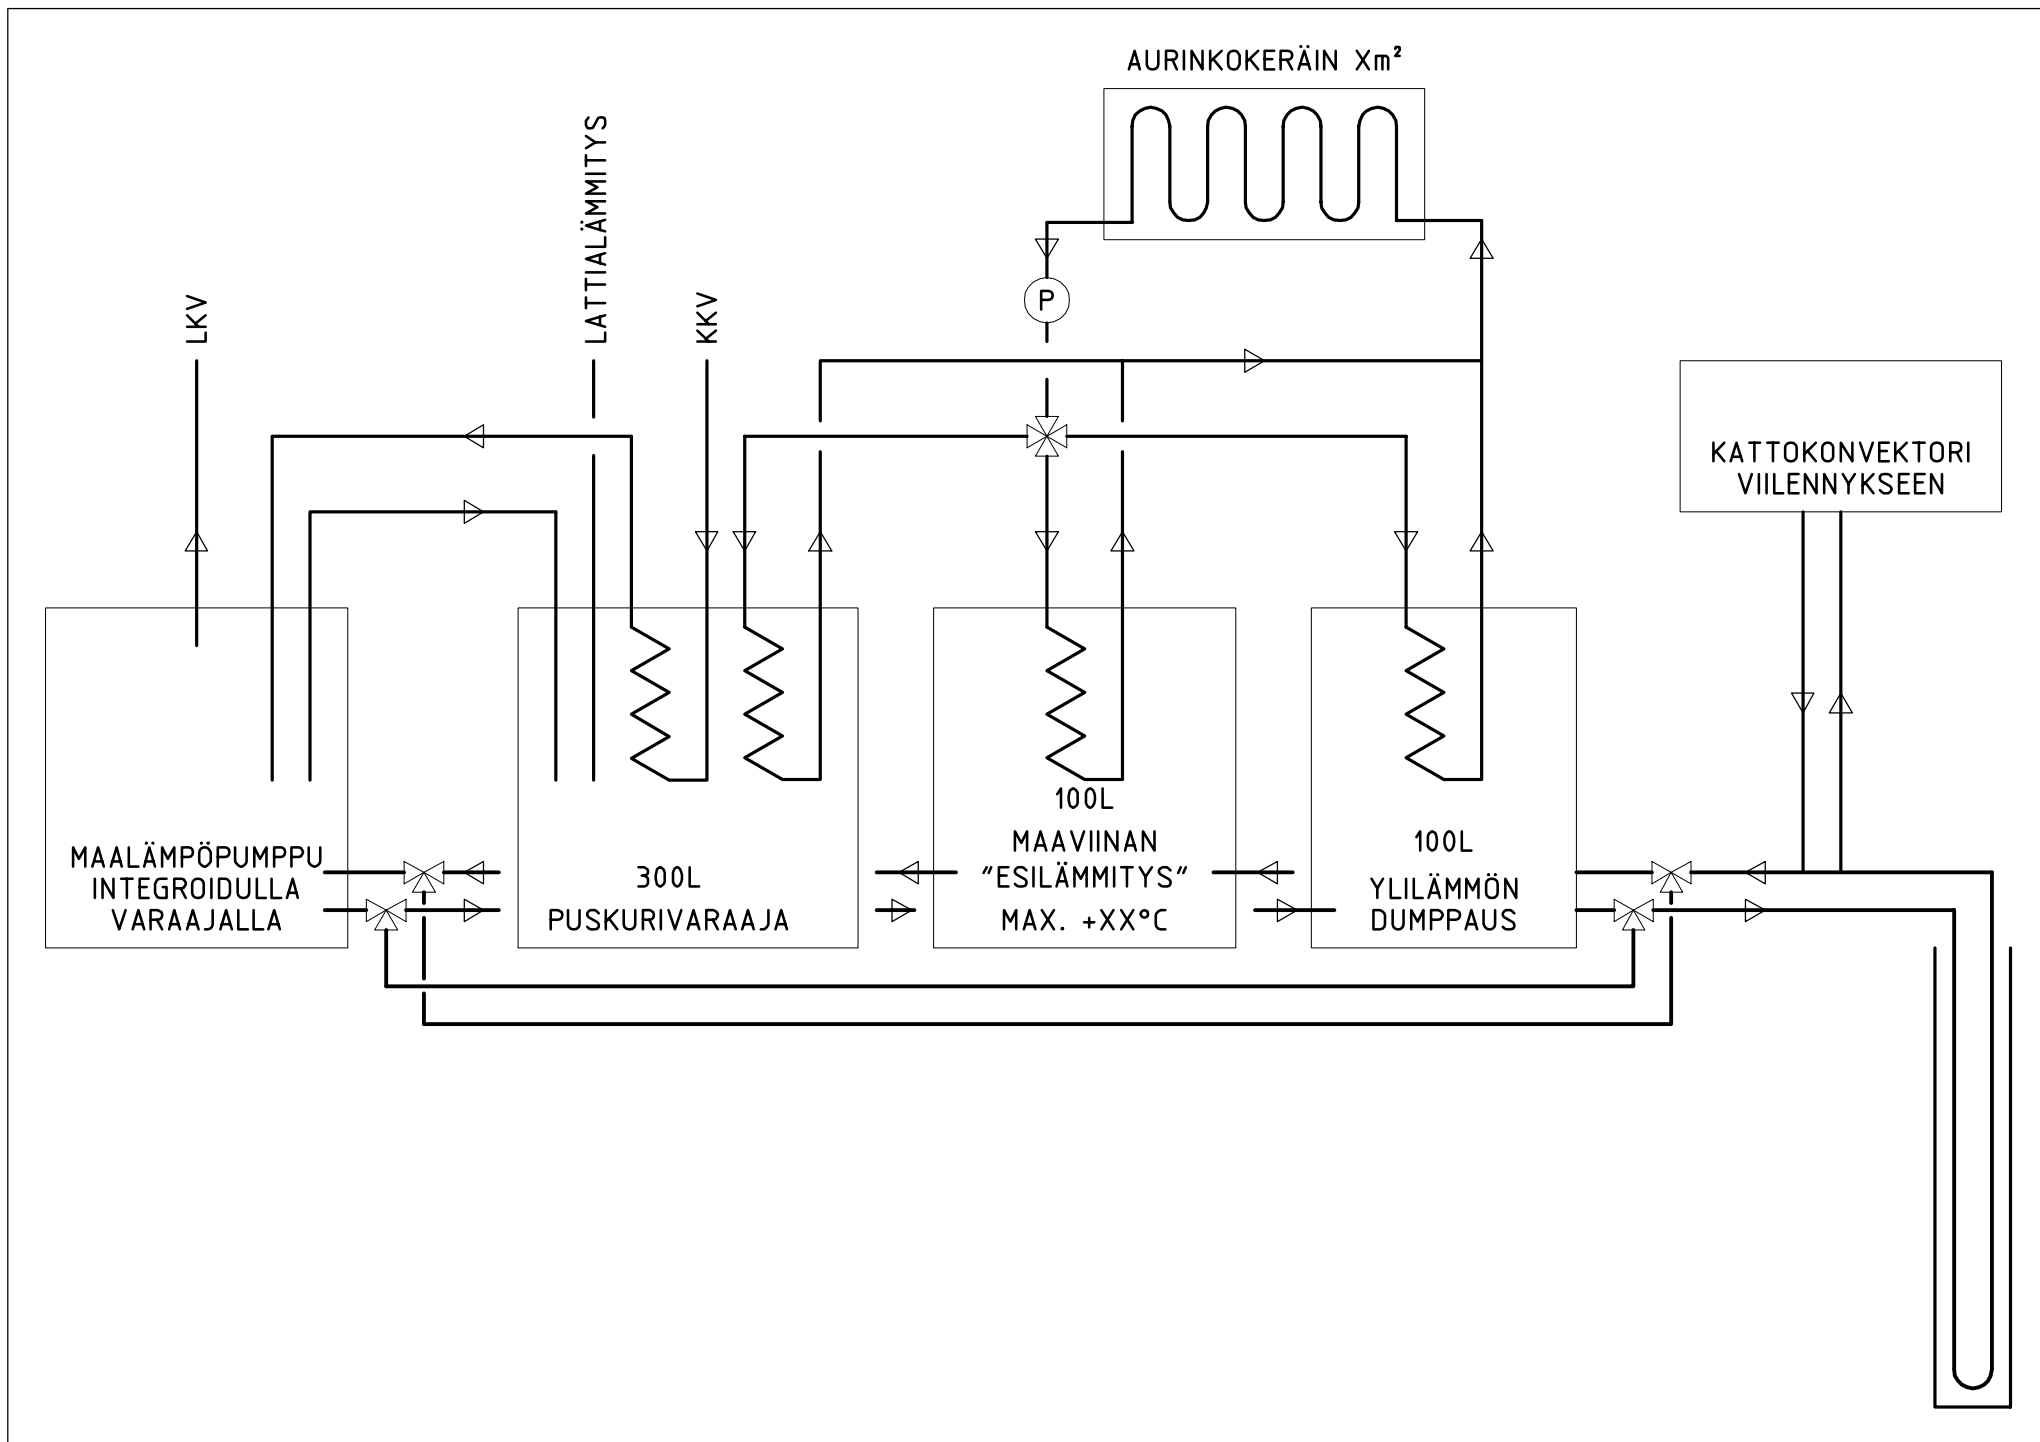 AURINKOKERÄIN Xm²
LKV
LATTIALÄMMITYS
KKV
P
KATTOKONVEKTORI
VIILENNYKSEEN
MAALÄMPÖPUMPPU
INTEGROIDULLA
VARAAJALLA
300L
PUSKURIVARAAJA
100L
MAAVIINAN
"ESILÄMMITYS"
MAX. +XX°C
100L
YLILÄMMÖN
DUMPPAUS